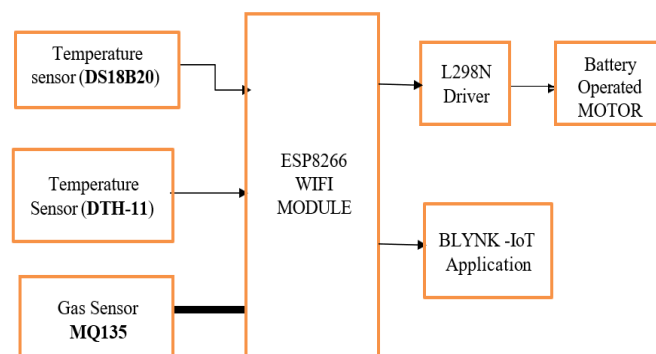 Temperature
sensor (DS18B20)
Temperature
Sensor (DTH-11)
Gas Sensor
MQ135
ESP8266
WIFI
MODULE
L298N
Driver
Battery
Operated
MOTOR
BLYNK -IoT
Application